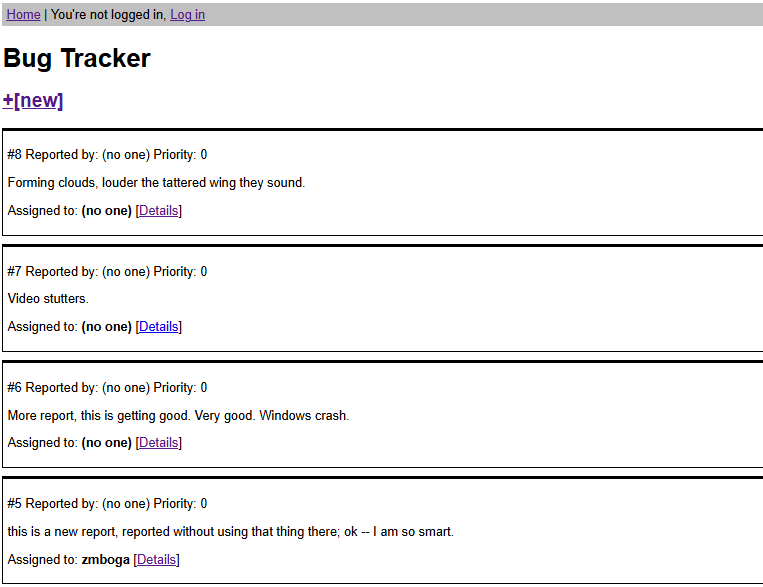 Home | You're not logged in, Log in
Bug Tracker
+[new]
#8 Reported by: (no one) Priority: 0
Forming clouds, louder the tattered wing they sound.
Assigned to: (no one) [Details]
#7 Reported by: (no one) Priority: 0
Video stutters.
Assigned to: (no one) [Details]
#6 Reported by: (no one) Priority: 0
More report, this is getting good. Very good. Windows crash.
Assigned to: (no one) [Details]
#5 Reported by: (no one) Priority: 0
this is a new report, reported without using that thing there; ok -- I am so smart.
Assigned to: zmboga [Details]